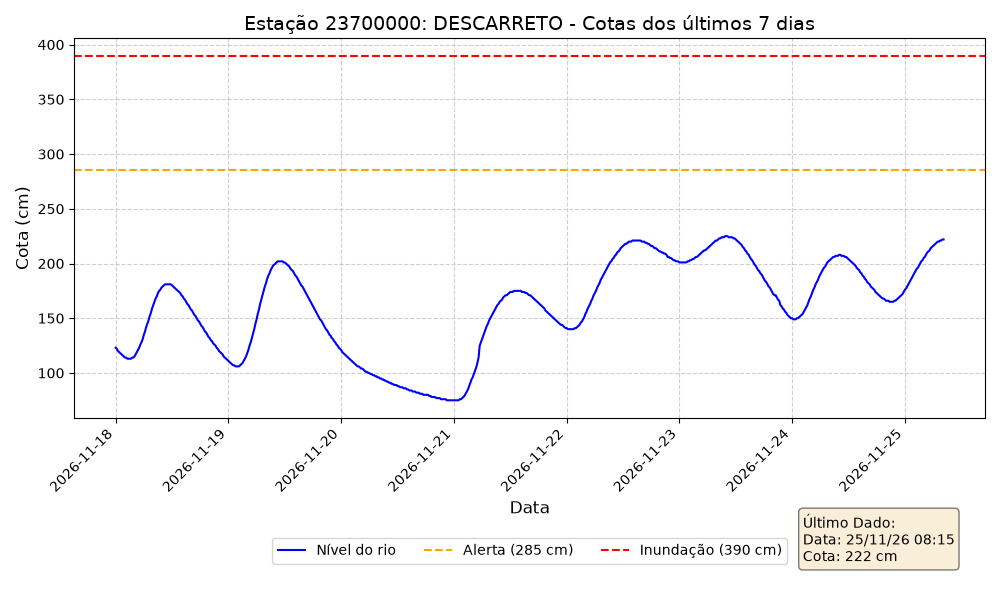 Estação 23700000: DESCARRETO - Cotas dos últimos 7 dias
Cota (cm)
400
350
300
250
200
150
100
2026-11-18
2026-11-19
2026-11-20
2026-11-21
2026-11-22
2026-11-23
2026-11-24
2026-11-25
Data
Nível do rio
Alerta (285 cm)
Inundação (390 cm)
Último Dado:
Data: 25/11/26 08:15
Cota: 222 cm